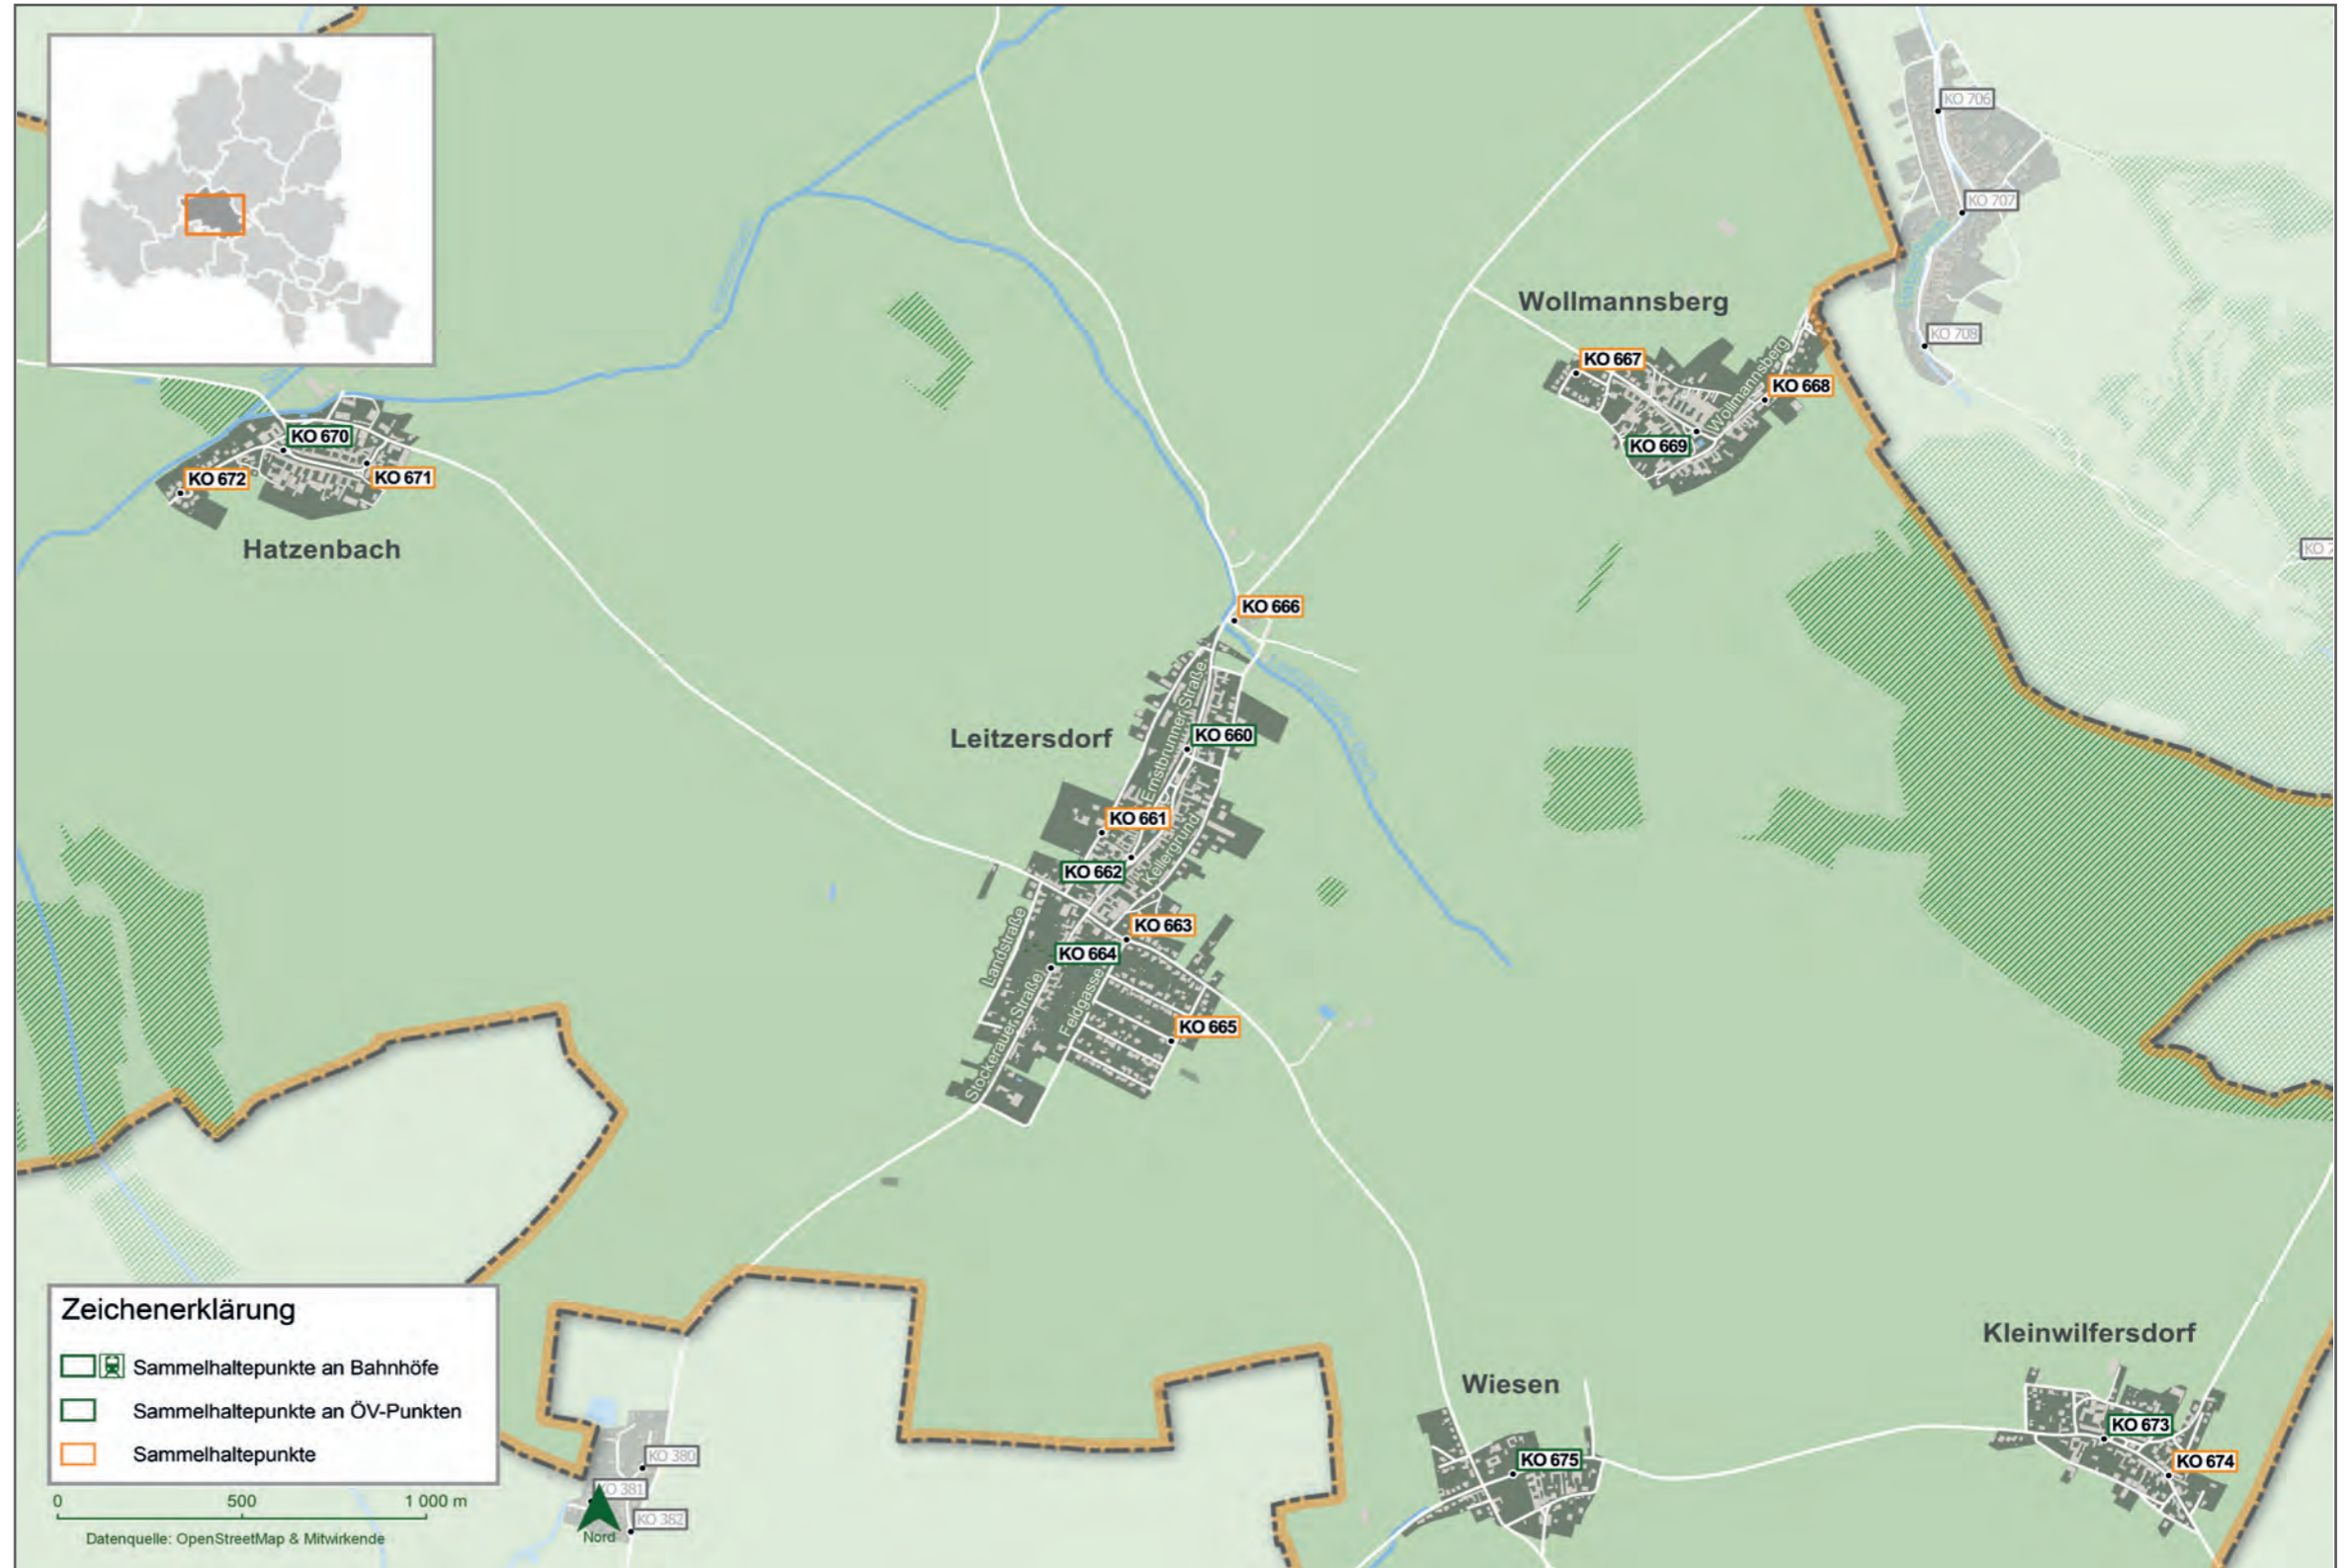 KO 706
KO 707
Wollmannsberg
KO 708
KO 667
Wollmannsberg
KO 668
KO 670
KO 669
KO 672
KO 671
Hatzenbach
KO 666
Leitzersdorf
Ernstbrunner Straße
KO 660
KO 661
Kellergrund
KO 662
Landstraße
KO 663
KO 664
Stockerauer Straße
Feldgasse
KO 665
Zeichenerklärung
Sammelhaltepunkte an Bahnhöfe
Sammelhaltepunkte an ÖV-Punkten
Sammelhaltepunkte
0 500 1 000 m
Datenquelle: OpenStreetMap & Mitwirkende
Nord
KO 380
KO 381
KO 382
Wiesen
KO 675
Kleinwilfersdorf
KO 673
KO 674